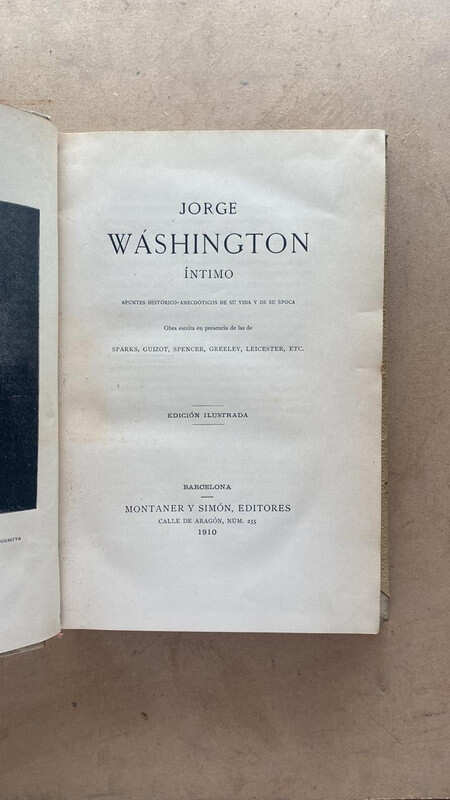 JORGE
WÁSHINGTON
ÍNTIMO
APUNTES HISTÓRICO-ANECDÓTICOS DE SU VIDA Y DE SU ÉPOCA
Obra escrita en presencia de las de
SPARKS, GUIZOT, SPENCER, GREELEY, LEICESTER, ETC.
EDICIÓN ILUSTRADA
BARCELONA
MONTANER Y SIMÓN, EDITORES
CALLE DE ARAGÓN, NÚM. 255
1910